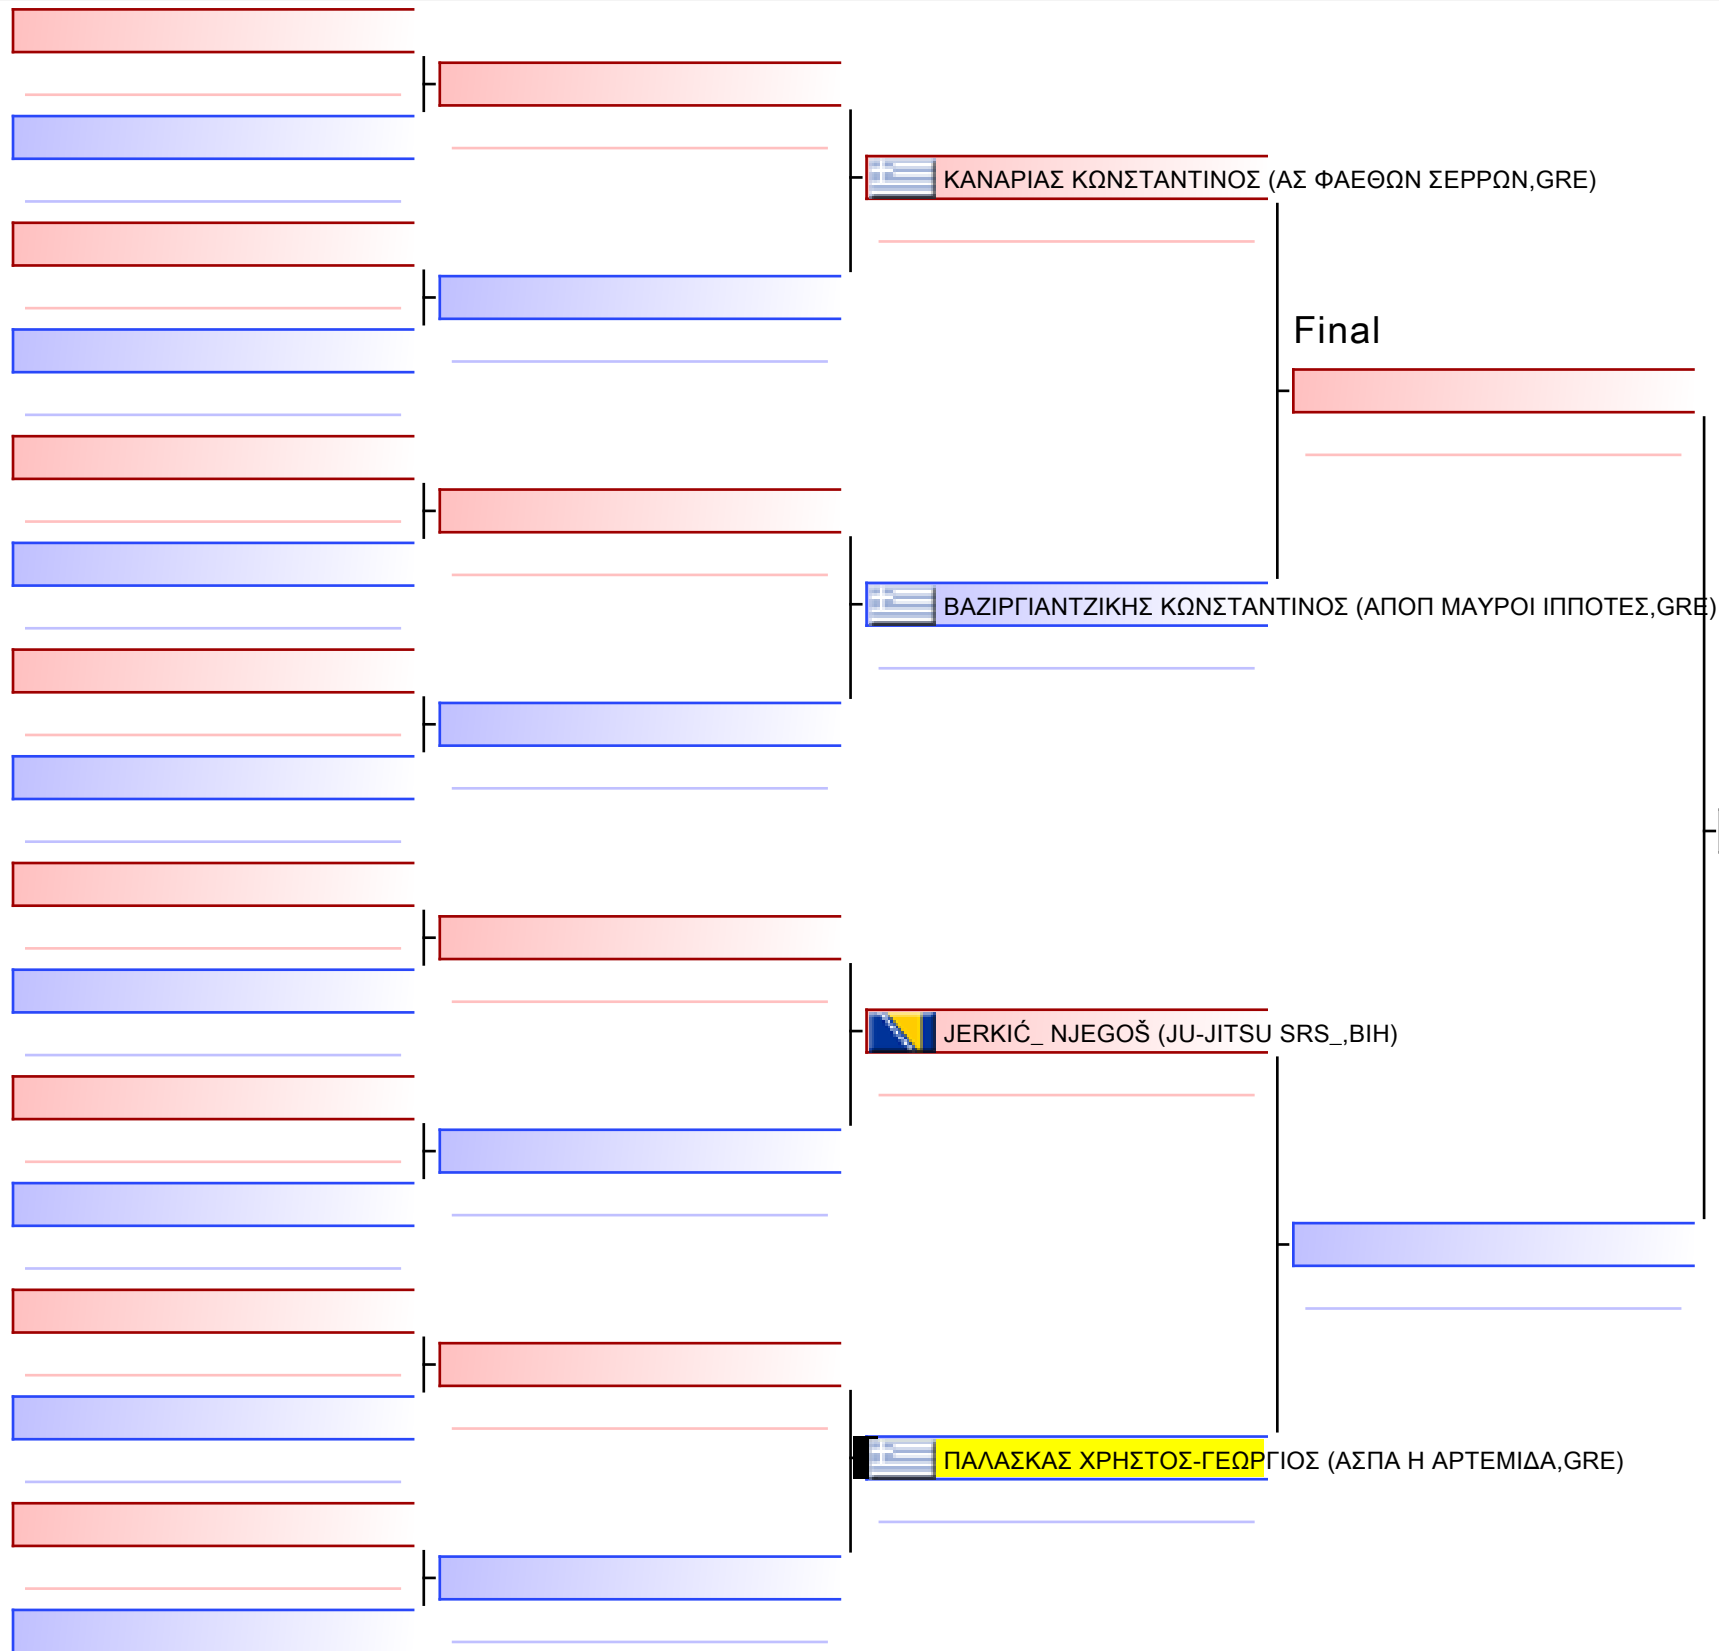 ΚΑΝΑΡΙΑΣ ΚΩΝΣΤΑΝΤΙΝΟΣ (ΑΣ ΦΑΕΘΩΝ ΣΕΡΡΩΝ,GRE)
Final
ΒΑΖΙΡΓΙΑΝΤΖΙΚΗΣ ΚΩΝΣΤΑΝΤΙΝΟΣ (ΑΠΟΠ ΜΑΥΡΟΙ ΙΠΠΟΤΕΣ,GRE)
JERKIĆ_ NJEGOŠ (JU-JITSU SRS_,BIH)
ΠΑΛΑΣΚΑΣ ΧΡΗΣΤΟΣ-ΓΕΩΡΓΙΟΣ (ΑΣΠΑ Η ΑΡΤΕΜΙΔΑ,GRE)